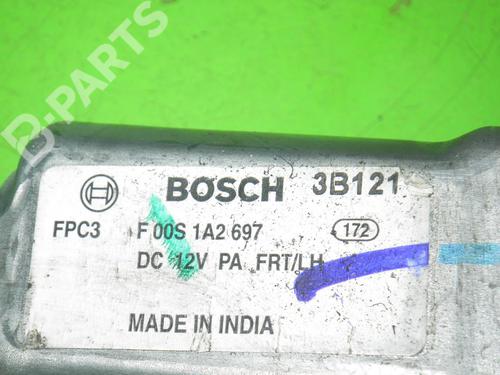 B-PARTS
BOSCH 3B121
FPC3 F 00S 1A2 697 172
DC 12V PA FRT/LH
MADE IN INDIA